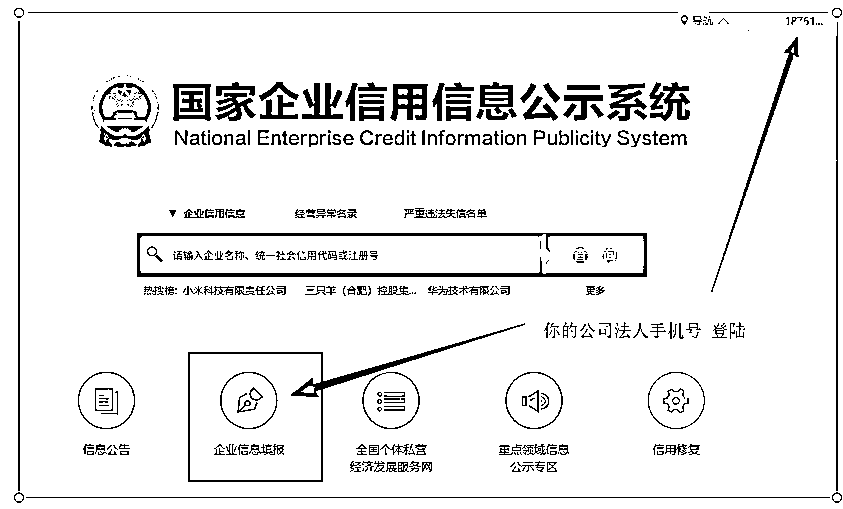 导航
18761...
国家企业信用信息公示系统
National Enterprise Credit Information Publicity System
▼ 企业信用信息 经营异常名录 严重违法失信名单
请输入企业名称、统一社会信用代码或注册号
热搜榜: 小米科技有限责任公司 三只羊（合肥）控股集... 华为技术有限公司 更多
你的公司法人手机号 登陆
信息公告
企业信息填报
全国个体私营
经济发展服务网
重点领域信息
公示专区
信用修复